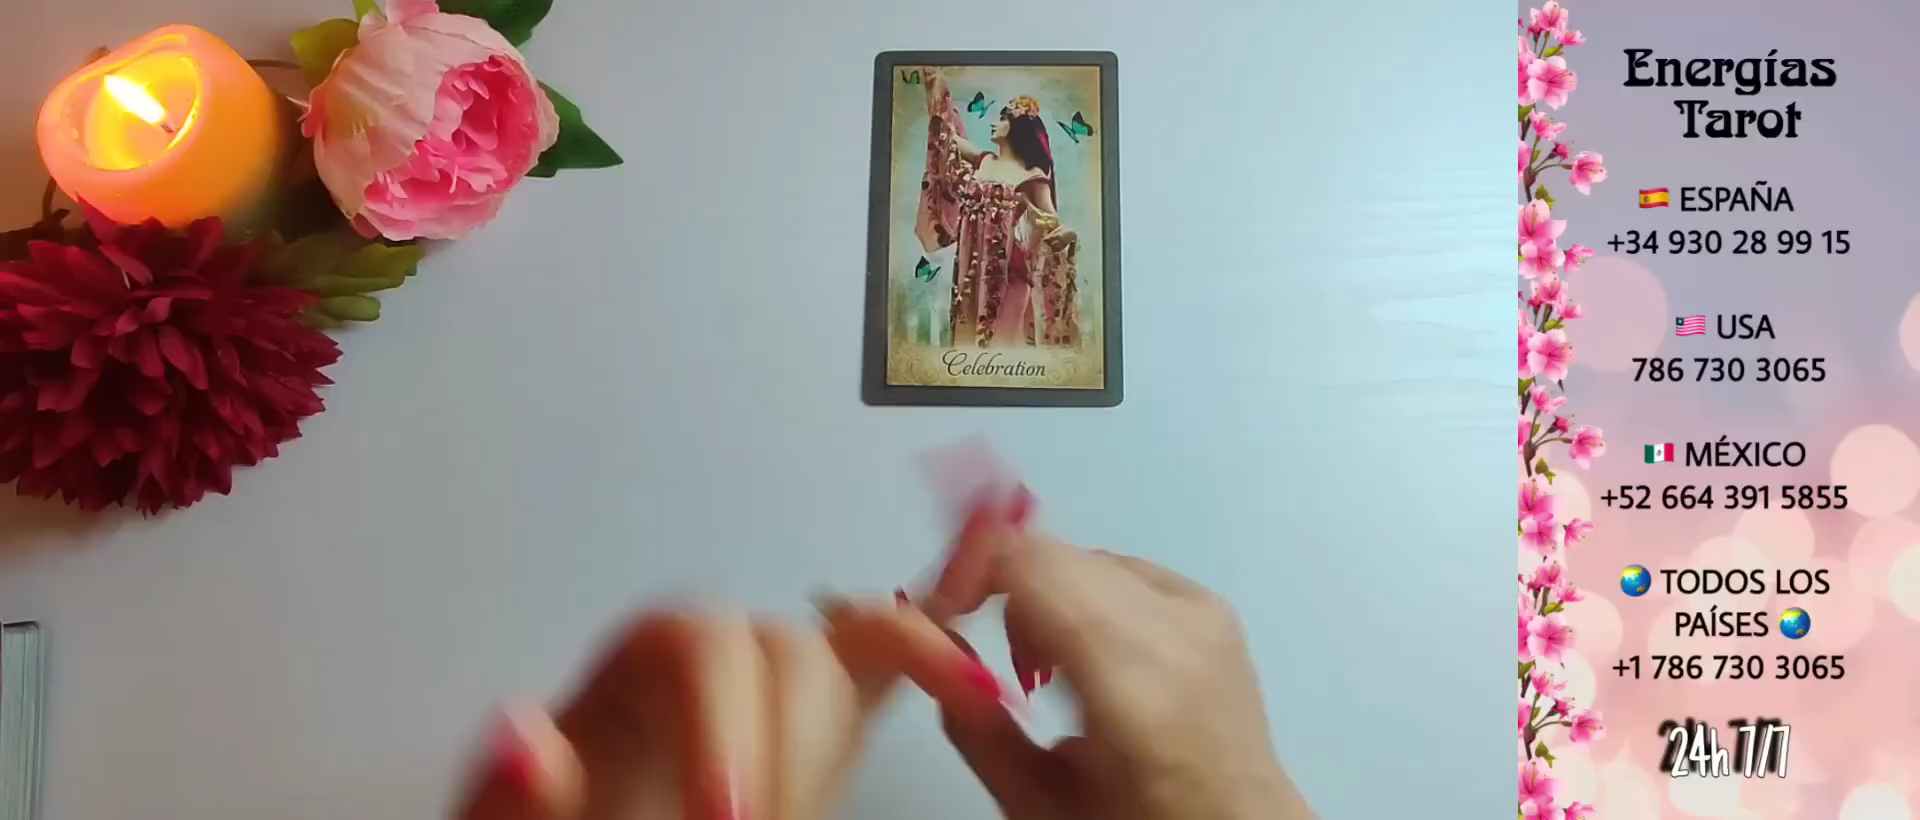 Celebration
Energías
Tarot
ESPAÑA
+34 930 28 99 15
USA
786 730 3065
MÉXICO
+52 664 391 5855
TODOS LOS
PAÍSES
+1 786 730 3065
24h 7/7